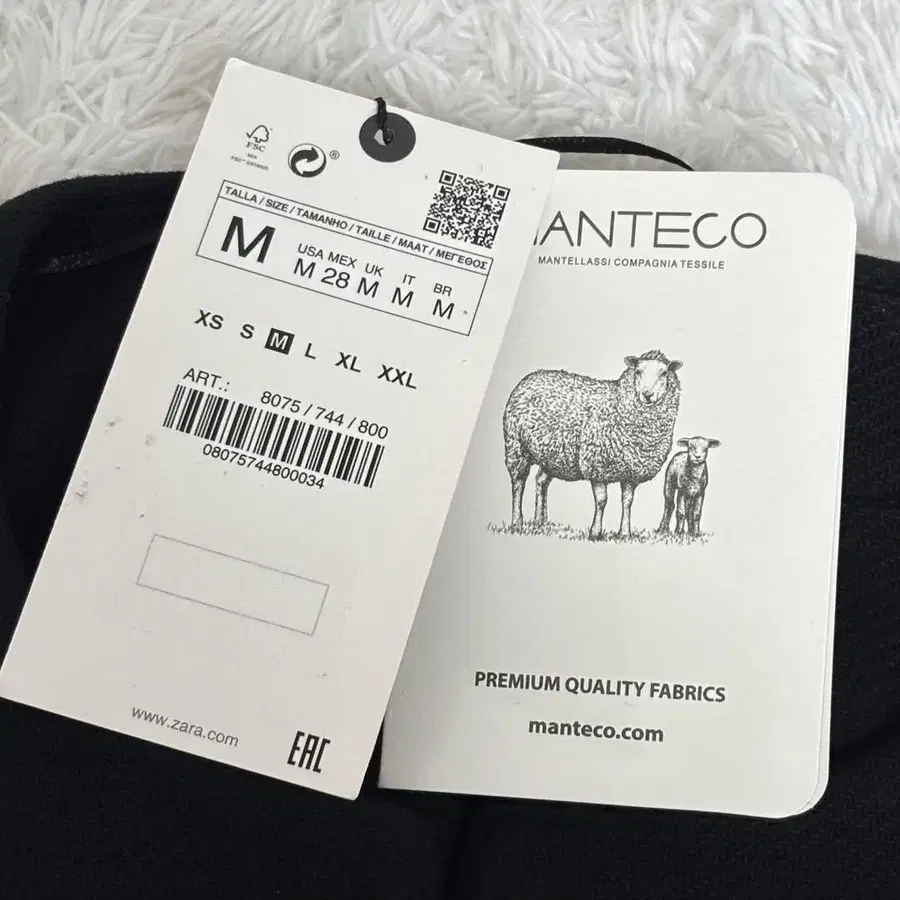 FSC
MIX
®
TALLA / SIZE / TAMANHO / TAILLE / MAAT / ΜΕΓΕΘΟΣ
M
USA MEX UK IT BR
M 28 M M M
XS S M L XL XXL
ART.:
8075 / 744 / 800
08075744800034
www.zara.com
EAC
ANTECO
MANTELLASSI COMPAGNIA TESSILE
PREMIUM QUALITY FABRICS
manteco.com